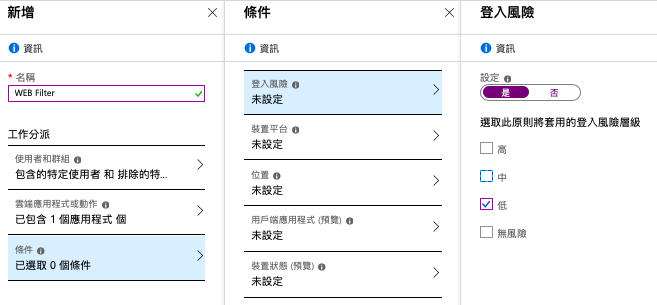 新增
資訊
* 名稱
WEB Filter
工作分派
使用者和群組
包含的特定使用者 和 排除的特...
雲端應用程式或動作
已包含 1 個應用程式 個
條件
已選取 0 個條件
條件
資訊
登入風險
未設定
裝置平台
未設定
位置
未設定
用戶端應用程式 (預覽)
未設定
裝置狀態 (預覽)
未設定
登入風險
資訊
設定
是 否
選取此原則將套用的登入風險層級
高
中
低
無風險